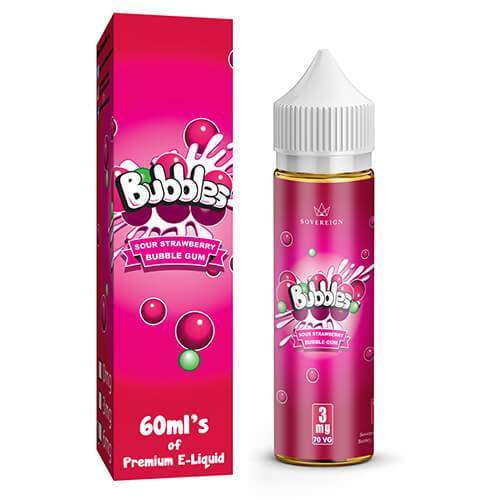 Bubbles
SOUR STRAWBERRY
BUBBLE GUM
60ml's
of
Premium E-Liquid
SOVEREIGN
Bubbles
SOUR STRAWBERRY
BUBBLE GUM
3
mg
70 VG